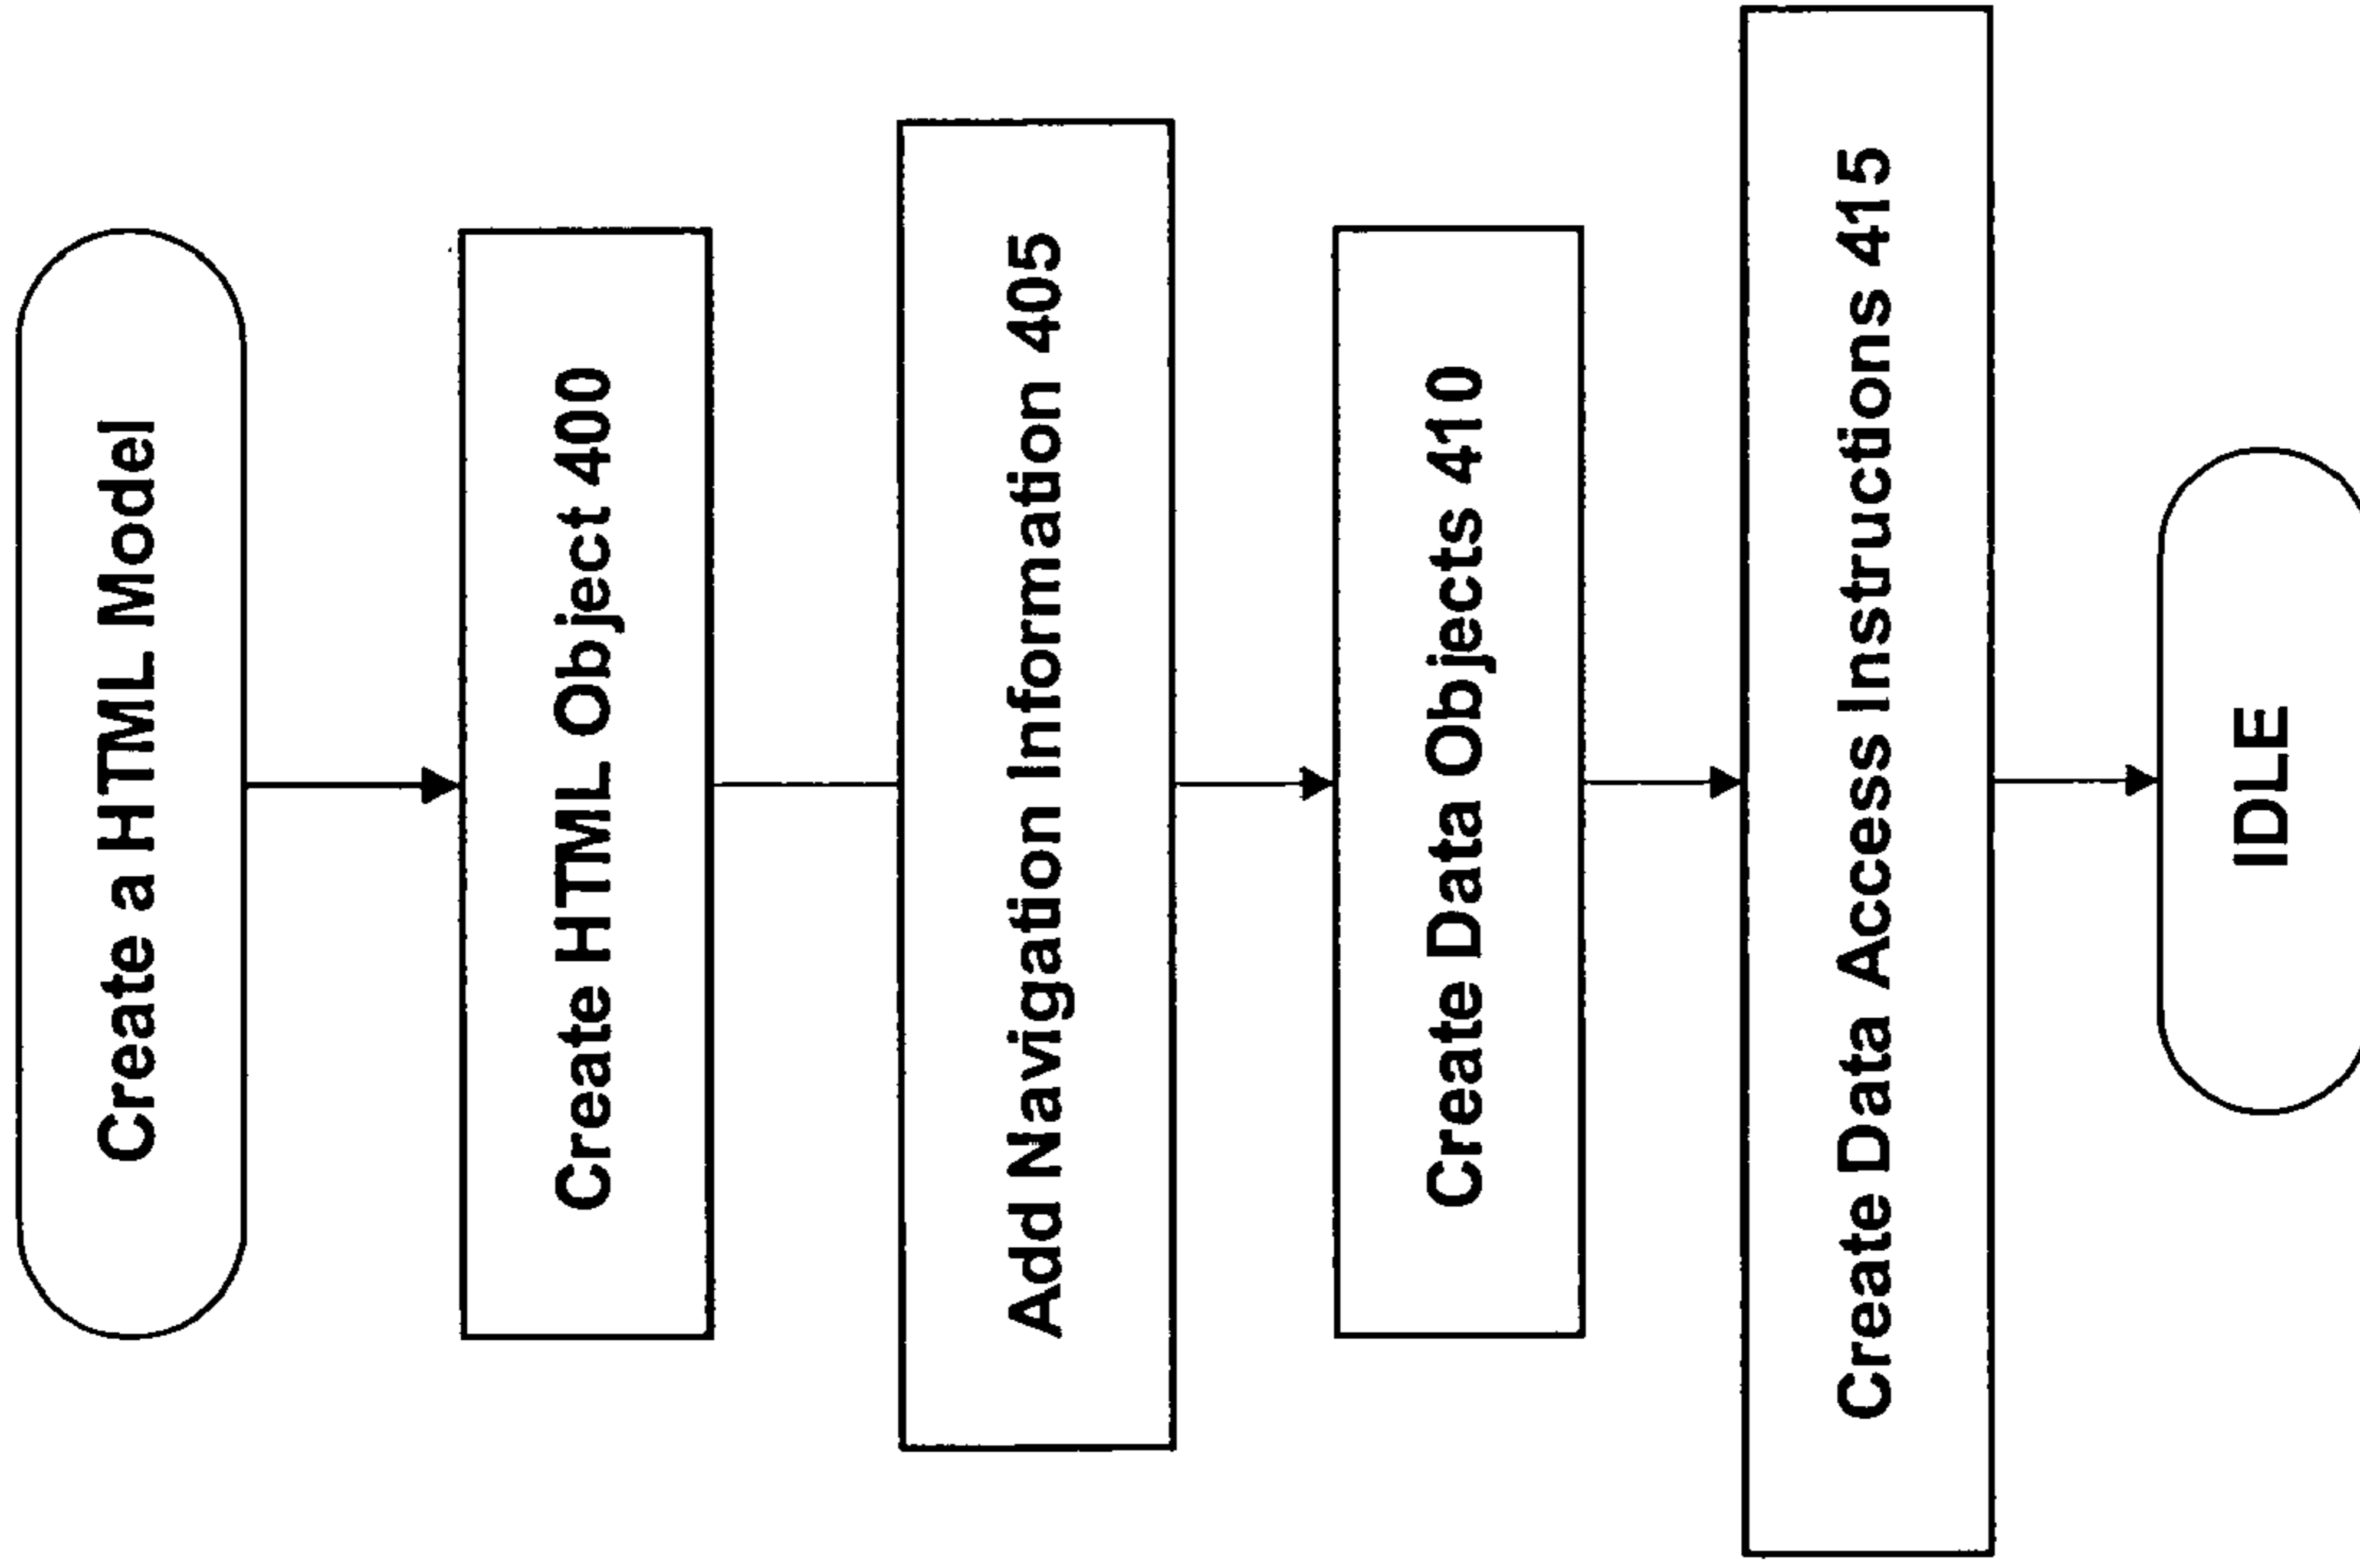 Create a HTML Model
Create HTML Object 400
Add Navigation Information 405
Create Data Objects 410
Create Data Access Instructions 415
IDLE